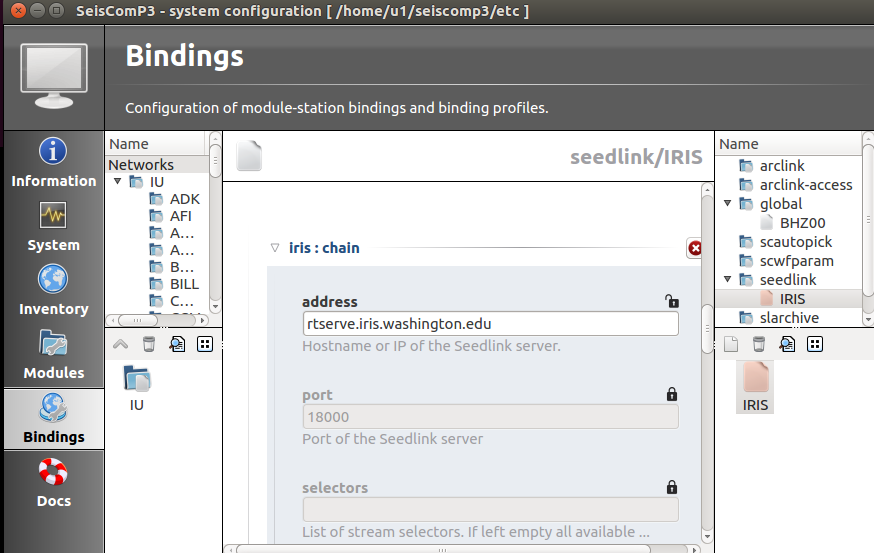 SeisComP3 - system configuration [ /home/u1/seiscomp3/etc ]
Bindings
Configuration of module-station bindings and binding profiles.
Information
System
Inventory
Modules
Bindings
Docs
Name
Networks
IU
ADK
AFI
A...
A...
B...
BILL
C...
IU
seedlink/IRIS
iris : chain
address
rtserve.iris.washington.edu
Hostname or IP of the Seedlink server.
port
18000
Port of the Seedlink server
selectors
List of stream selectors. If left empty all available ...
Name
arclink
arclink-access
global
BHZ00
scautopick
scwfparam
seedlink
IRIS
slarchive
IRIS